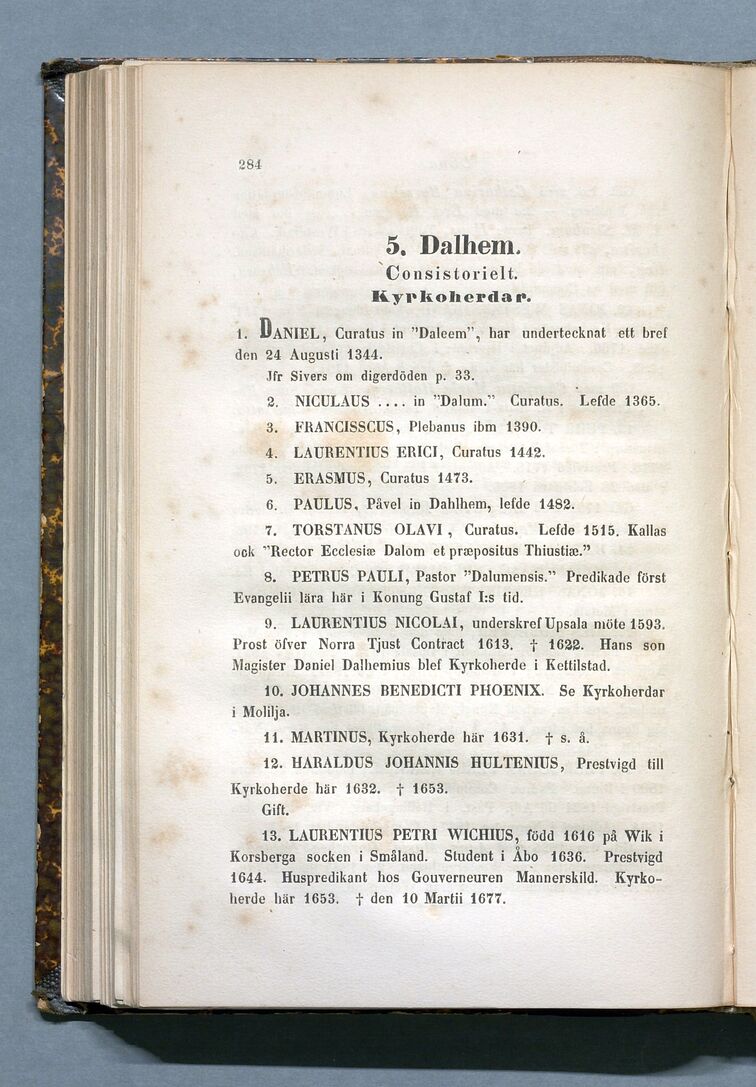 284
5. Dalhem.
Consistorielt.
Kyrkoherdar.
1. DANIEL, Curatus in ”Daleem”, har undertecknat ett bref
den 24 Augusti 1344.
Jfr Sivers om digerdöden p. 33.
2. NICULAUS .... in ”Dalum.” Curatus. Lefde 1365.
3. FRANCISSCUS, Plebanus ibm 1390.
4. LAURENTIUS ERICI, Curatus 1442.
5. ERASMUS, Curatus 1473.
6. PAULUS, Påvel in Dahlhem, lefde 1482.
7. TORSTANUS OLAVI, Curatus. Lefde 1515. Kallas
ock ”Rector Ecclesiæ Dalom et præpositus Thiustiæ.”
8. PETRUS PAULI, Pastor ”Dalumensis.” Predikade först
Evangelii lära här i Konung Gustaf I:s tid.
9. LAURENTIUS NICOLAI, underskref Upsala möte 1593.
Prost öfver Norra Tjust Contract 1613. † 1622. Hans son
Magister Daniel Dalhemius blef Kyrkoherde i Kettilstad.
10. JOHANNES BENEDICTI PHOENIX. Se Kyrkoherdar
i Molilja.
11. MARTINUS, Kyrkoherde här 1631. † s. å.
12. HARALDUS JOHANNIS HULTENIUS, Prestvigd till
Kyrkoherde här 1632. † 1653.
Gift.
13. LAURENTIUS PETRI WICHIUS, född 1616 på Wik i
Korsberga socken i Småland. Student i Åbo 1636. Prestvigd
1644. Huspredikant hos Gouverneuren Mannerskild. Kyrko-
herde här 1653. † den 10 Martii 1677.